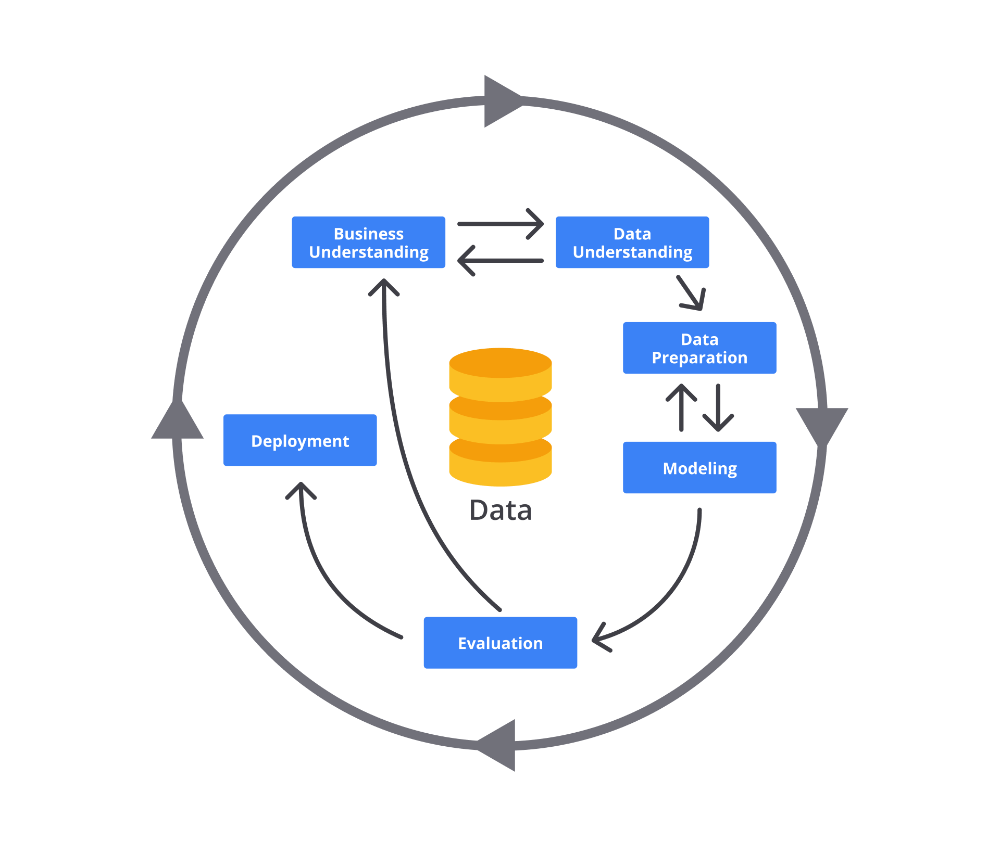 Business
Understanding
Data
Understanding
Data
Preparation
Modeling
Evaluation
Deployment
Data